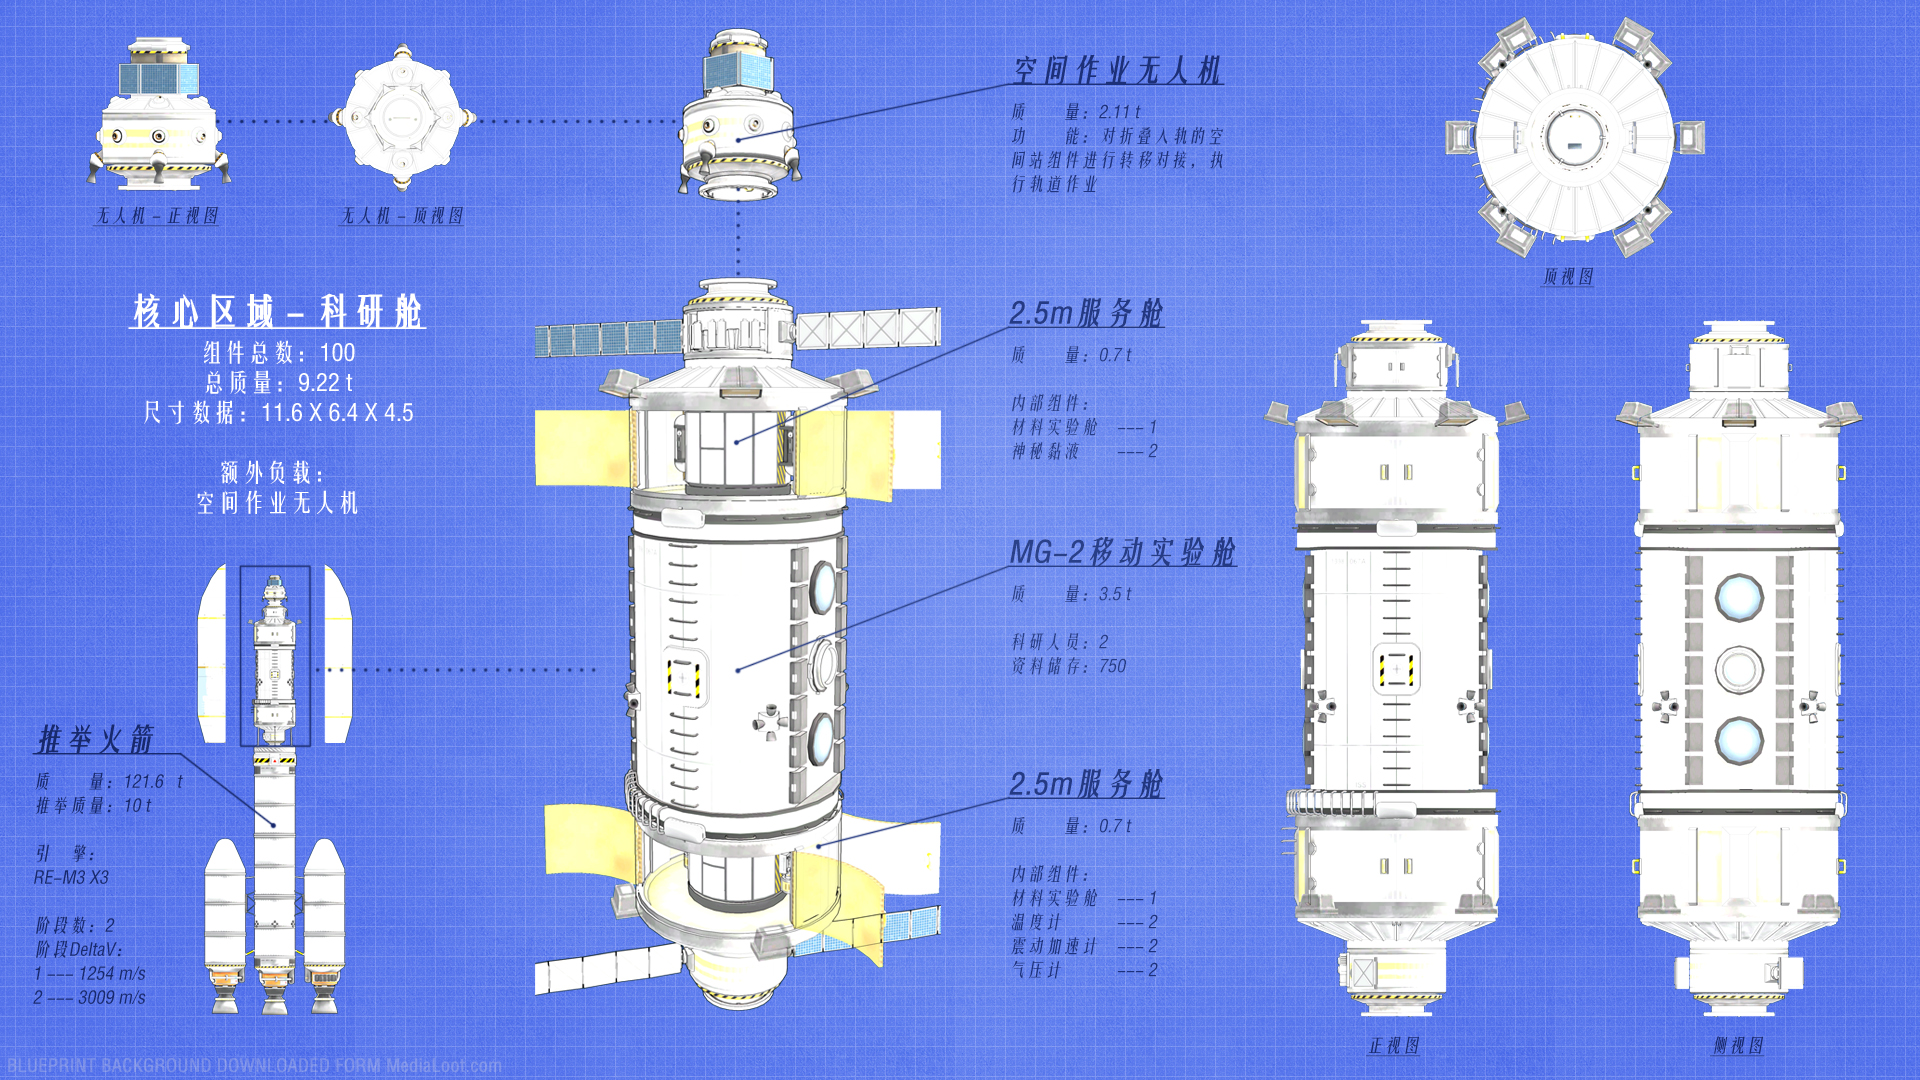 无人机-正视图
无人机-顶视图
空间作业无人机
质 量: 2.11 t
功 能: 对折叠入轨的空
间站组件进行转移对接, 执
行轨道作业
顶视图
核心区域-科研舱
组件总数: 100
总质量: 9.22 t
尺寸数据: 11.6 X 6.4 X 4.5
额外负载:
空间作业无人机
2.5m服务舱
质 量: 0.7 t
内部组件:
材料实验舱 --- 1
神秘黏液 --- 2
MG-2移动实验舱
质 量: 3.5 t
科研人员: 2
资料储存: 750
推举火箭
质 量: 121.6 t
推举质量: 10 t
引 擎:
RE-M3 X3
阶段数: 2
阶段DeltaV:
1 --- 1254 m/s
2 --- 3009 m/s
2.5m服务舱
质 量: 0.7 t
内部组件:
材料实验舱 --- 1
温度计 --- 2
震动加速计 --- 2
气压计 --- 2
正视图
侧视图
BLUEPRINT BACKGROUND DOWNLOADED FORM MediaLoot.com